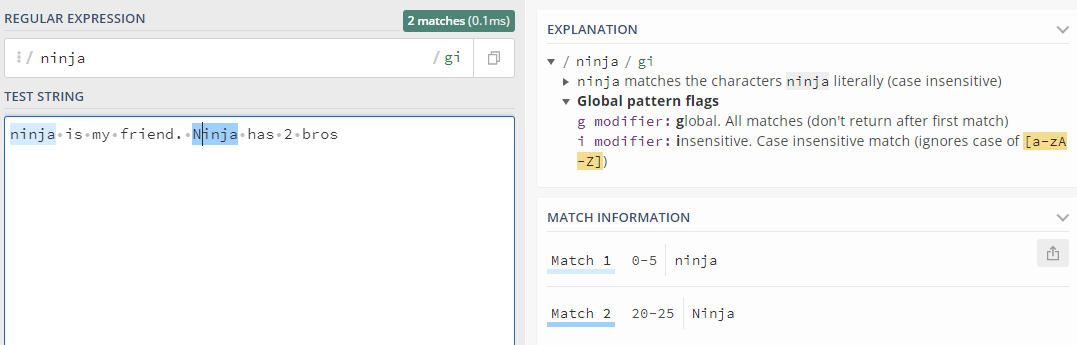 REGULAR EXPRESSION
2 matches (0.1ms)
/ ninja / gi
TEST STRING
ninja·is·my·friend.·Ninja·has·2·bros
EXPLANATION
/ ninja / gi
ninja matches the characters ninja literally (case insensitive)
Global pattern flags
g modifier: global. All matches (don't return after first match)
i modifier: insensitive. Case insensitive match (ignores case of [a-zA
-Z])
MATCH INFORMATION
Match 1 0-5 ninja
Match 2 20-25 Ninja